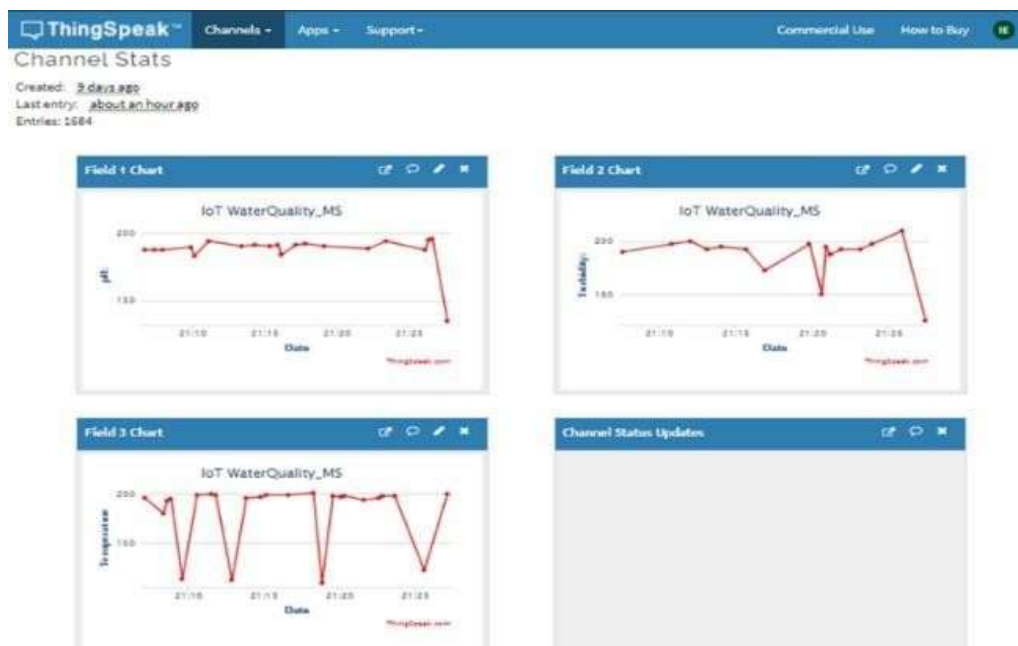 ThingSpeak™ Channels Apps Support Commercial Use How to Buy
Channel Stats
Created: 9 days ago
Last entry: about an hour ago
Entries: 1684
Field 1 Chart
IoT WaterQuality_MS
200
pH:
150
21:10 21:15 21:20 21:25
Date
ThingSpeak.com
Field 2 Chart
IoT WaterQuality_MS
200
150
21:10 21:15 21:20 21:25
Date
ThingSpeak.com
Field 3 Chart
IoT WaterQuality_MS
200
150
21:10 21:15 21:20 21:25
Date
ThingSpeak.com
Channel Status Updates